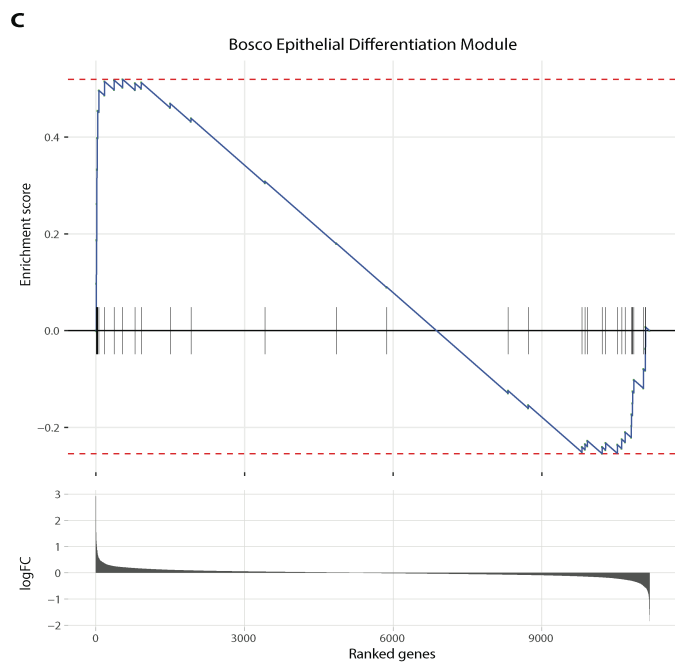 C
Bosco Epithelial Differentiation Module
Enrichment score
0.4
0.2
0.0
−0.2
logFC
3
2
1
0
−1
−2
0 3000 6000 9000
Ranked genes